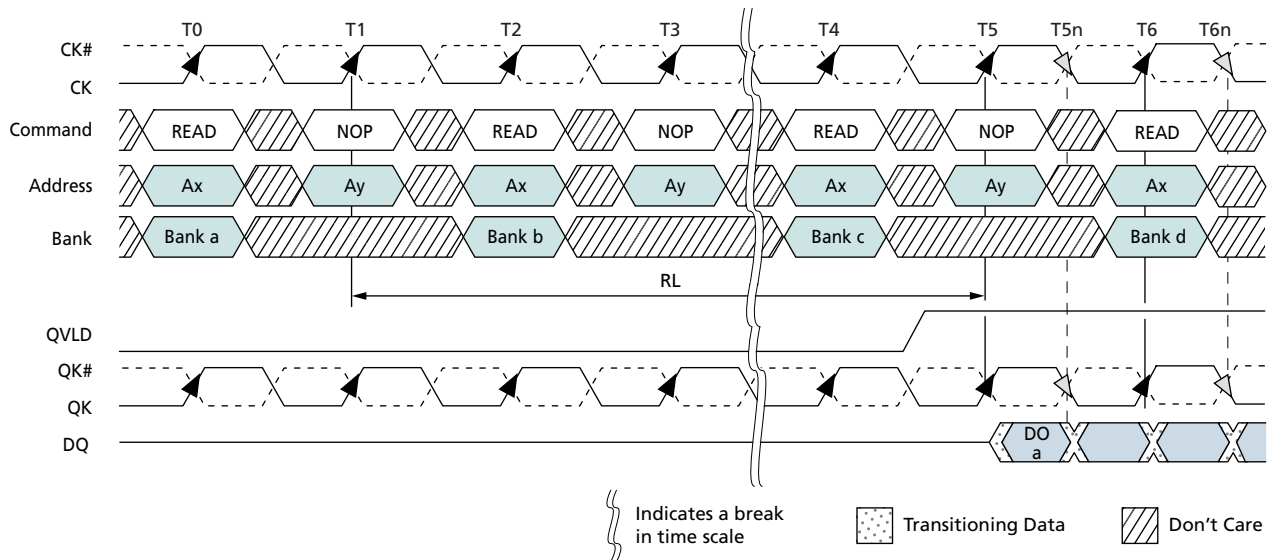 T0 T1 T2 T3 T4 T5 T5n T6 T6n
CK#
CK
Command READ NOP READ NOP READ NOP READ
Address Ax Ay Ax Ay Ax Ay Ax
Bank Bank a Bank b Bank c Bank d
RL
QVLD
QK#
QK
DQ DO
a
Indicates a break
in time scale
Transitioning Data
Don't Care